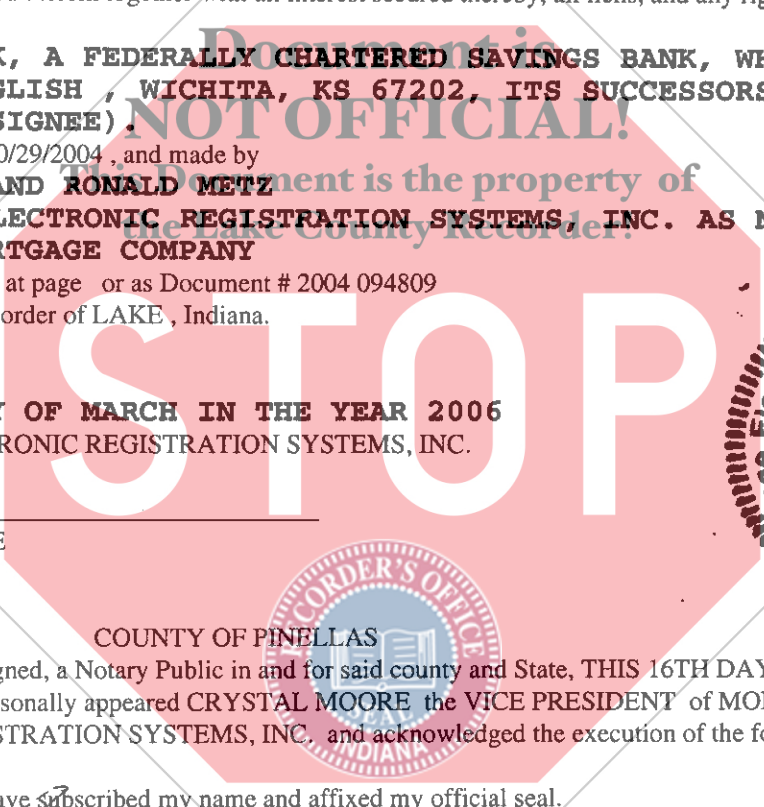 K, A FEDERALLY CHARTERED SAVINGS BANK, WH
GLISH , WICHITA, KS 67202, ITS SUCCESSORS
SIGNEE).
0/29/2004 , and made by
AND RONALD METZ
LECTRONIC REGISTRATION SYSTEMS, INC. AS N
RTGAGE COMPANY
at page or as Document # 2004 094809
order of LAKE , Indiana.
Document is
NOT OFFICIAL!
This Document is the property of
the Lake County Recorder!
STOP
Y OF MARCH IN THE YEAR 2006
RONIC REGISTRATION SYSTEMS, INC.
E
RECORDER'S OFFICE
SEAL
INDIANA
COUNTY OF PINELLAS
gned, a Notary Public in and for said county and State, THIS 16TH DAY
sonally appeared CRYSTAL MOORE the VICE PRESIDENT of MO
STRATION SYSTEMS, INC. and acknowledged the execution of the fo
ave subscribed my name and affixed my official seal.